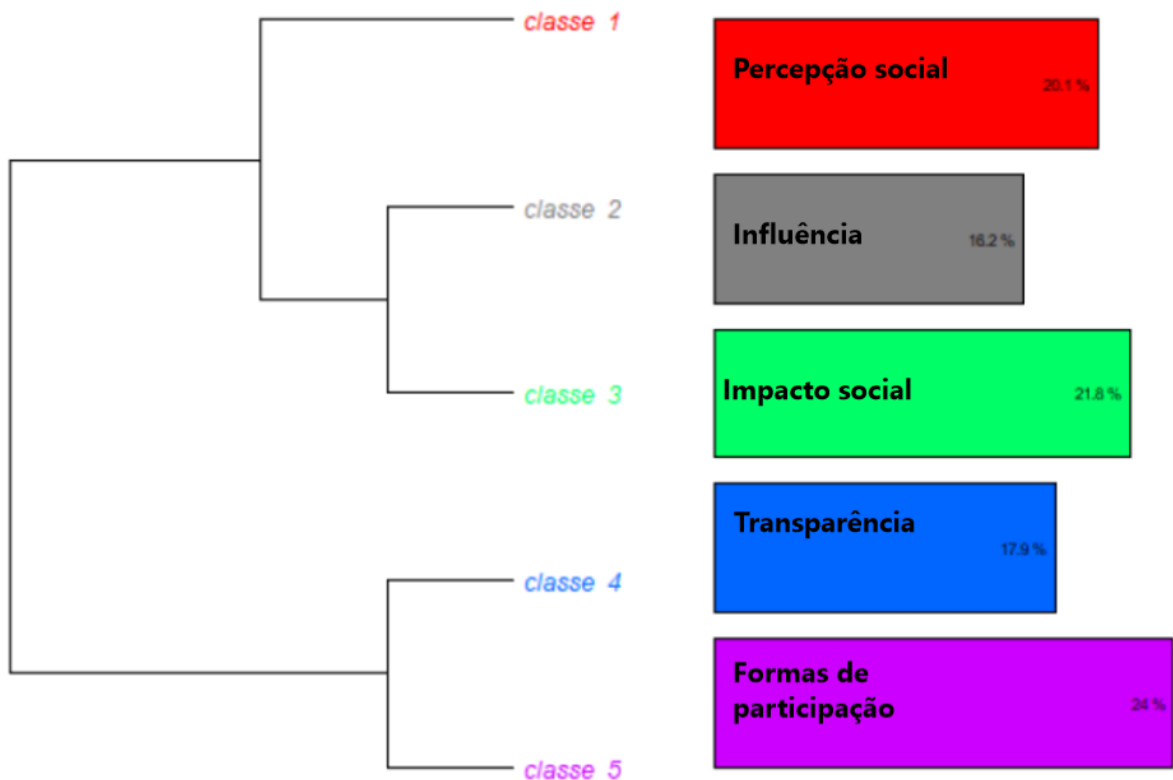 classe 1
Percepção social
20.1 %
classe 2
Influência
16.2 %
classe 3
Impacto social
21.8 %
classe 4
Transparência
17.9 %
classe 5
Formas de
participação
24 %